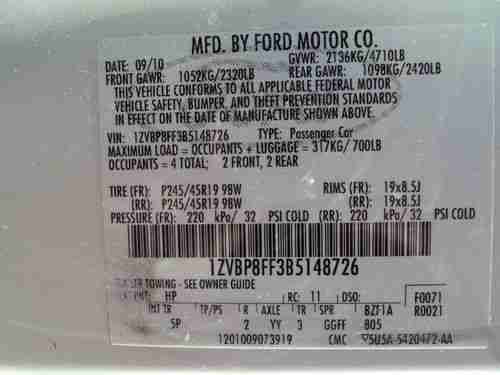 MFD. BY FORD MOTOR CO.
DATE: 09/10 GVWR: 2136KG/4710LB
FRONT GAWR: 1052KG/2320LB REAR GAWR: 1098KG/2420LB
THIS VEHICLE CONFORMS TO ALL APPLICABLE FEDERAL MOTOR
VEHICLE SAFETY, BUMPER, AND THEFT PREVENTION STANDARDS
IN EFFECT ON THE DATE OF MANUFACTURE SHOWN ABOVE.
VIN: 1ZVBP8FF3B5148726 TYPE: Passenger Car
MAXIMUM LOAD = OCCUPANTS + LUGGAGE = 317KG/700LB
OCCUPANTS = 4 TOTAL; 2 FRONT, 2 REAR
TIRE (FR): P245/45R19 98W RIMS (FR): 19x8.5J
(RR): P245/45R19 98W (RR): 19x8.5J
PRESSURE (FR): 220 kPa/ 32 PSI COLD (RR): 220 kPa/ 32 PSI COLD
1ZVBP8FF3B5148726
TOWING - SEE OWNER GUIDE
HP RC: 11 DSO: F0071
INT TR TP/PS R AXLE TR SPR R0021
5P 2 YY 3 GGFF 805
1201009073919 CMC